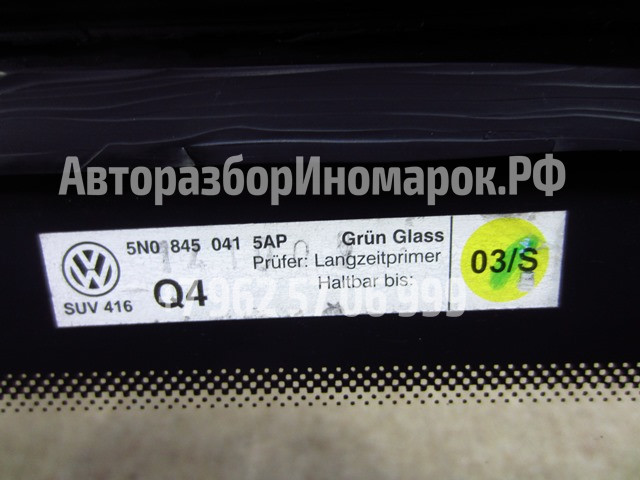 АвторазборИномарок.РФ
5N0 845 041 5AP Grün Glass
Prüfer: Langzeitprimer
Haltbar bis:
SUV 416 Q4
03/S